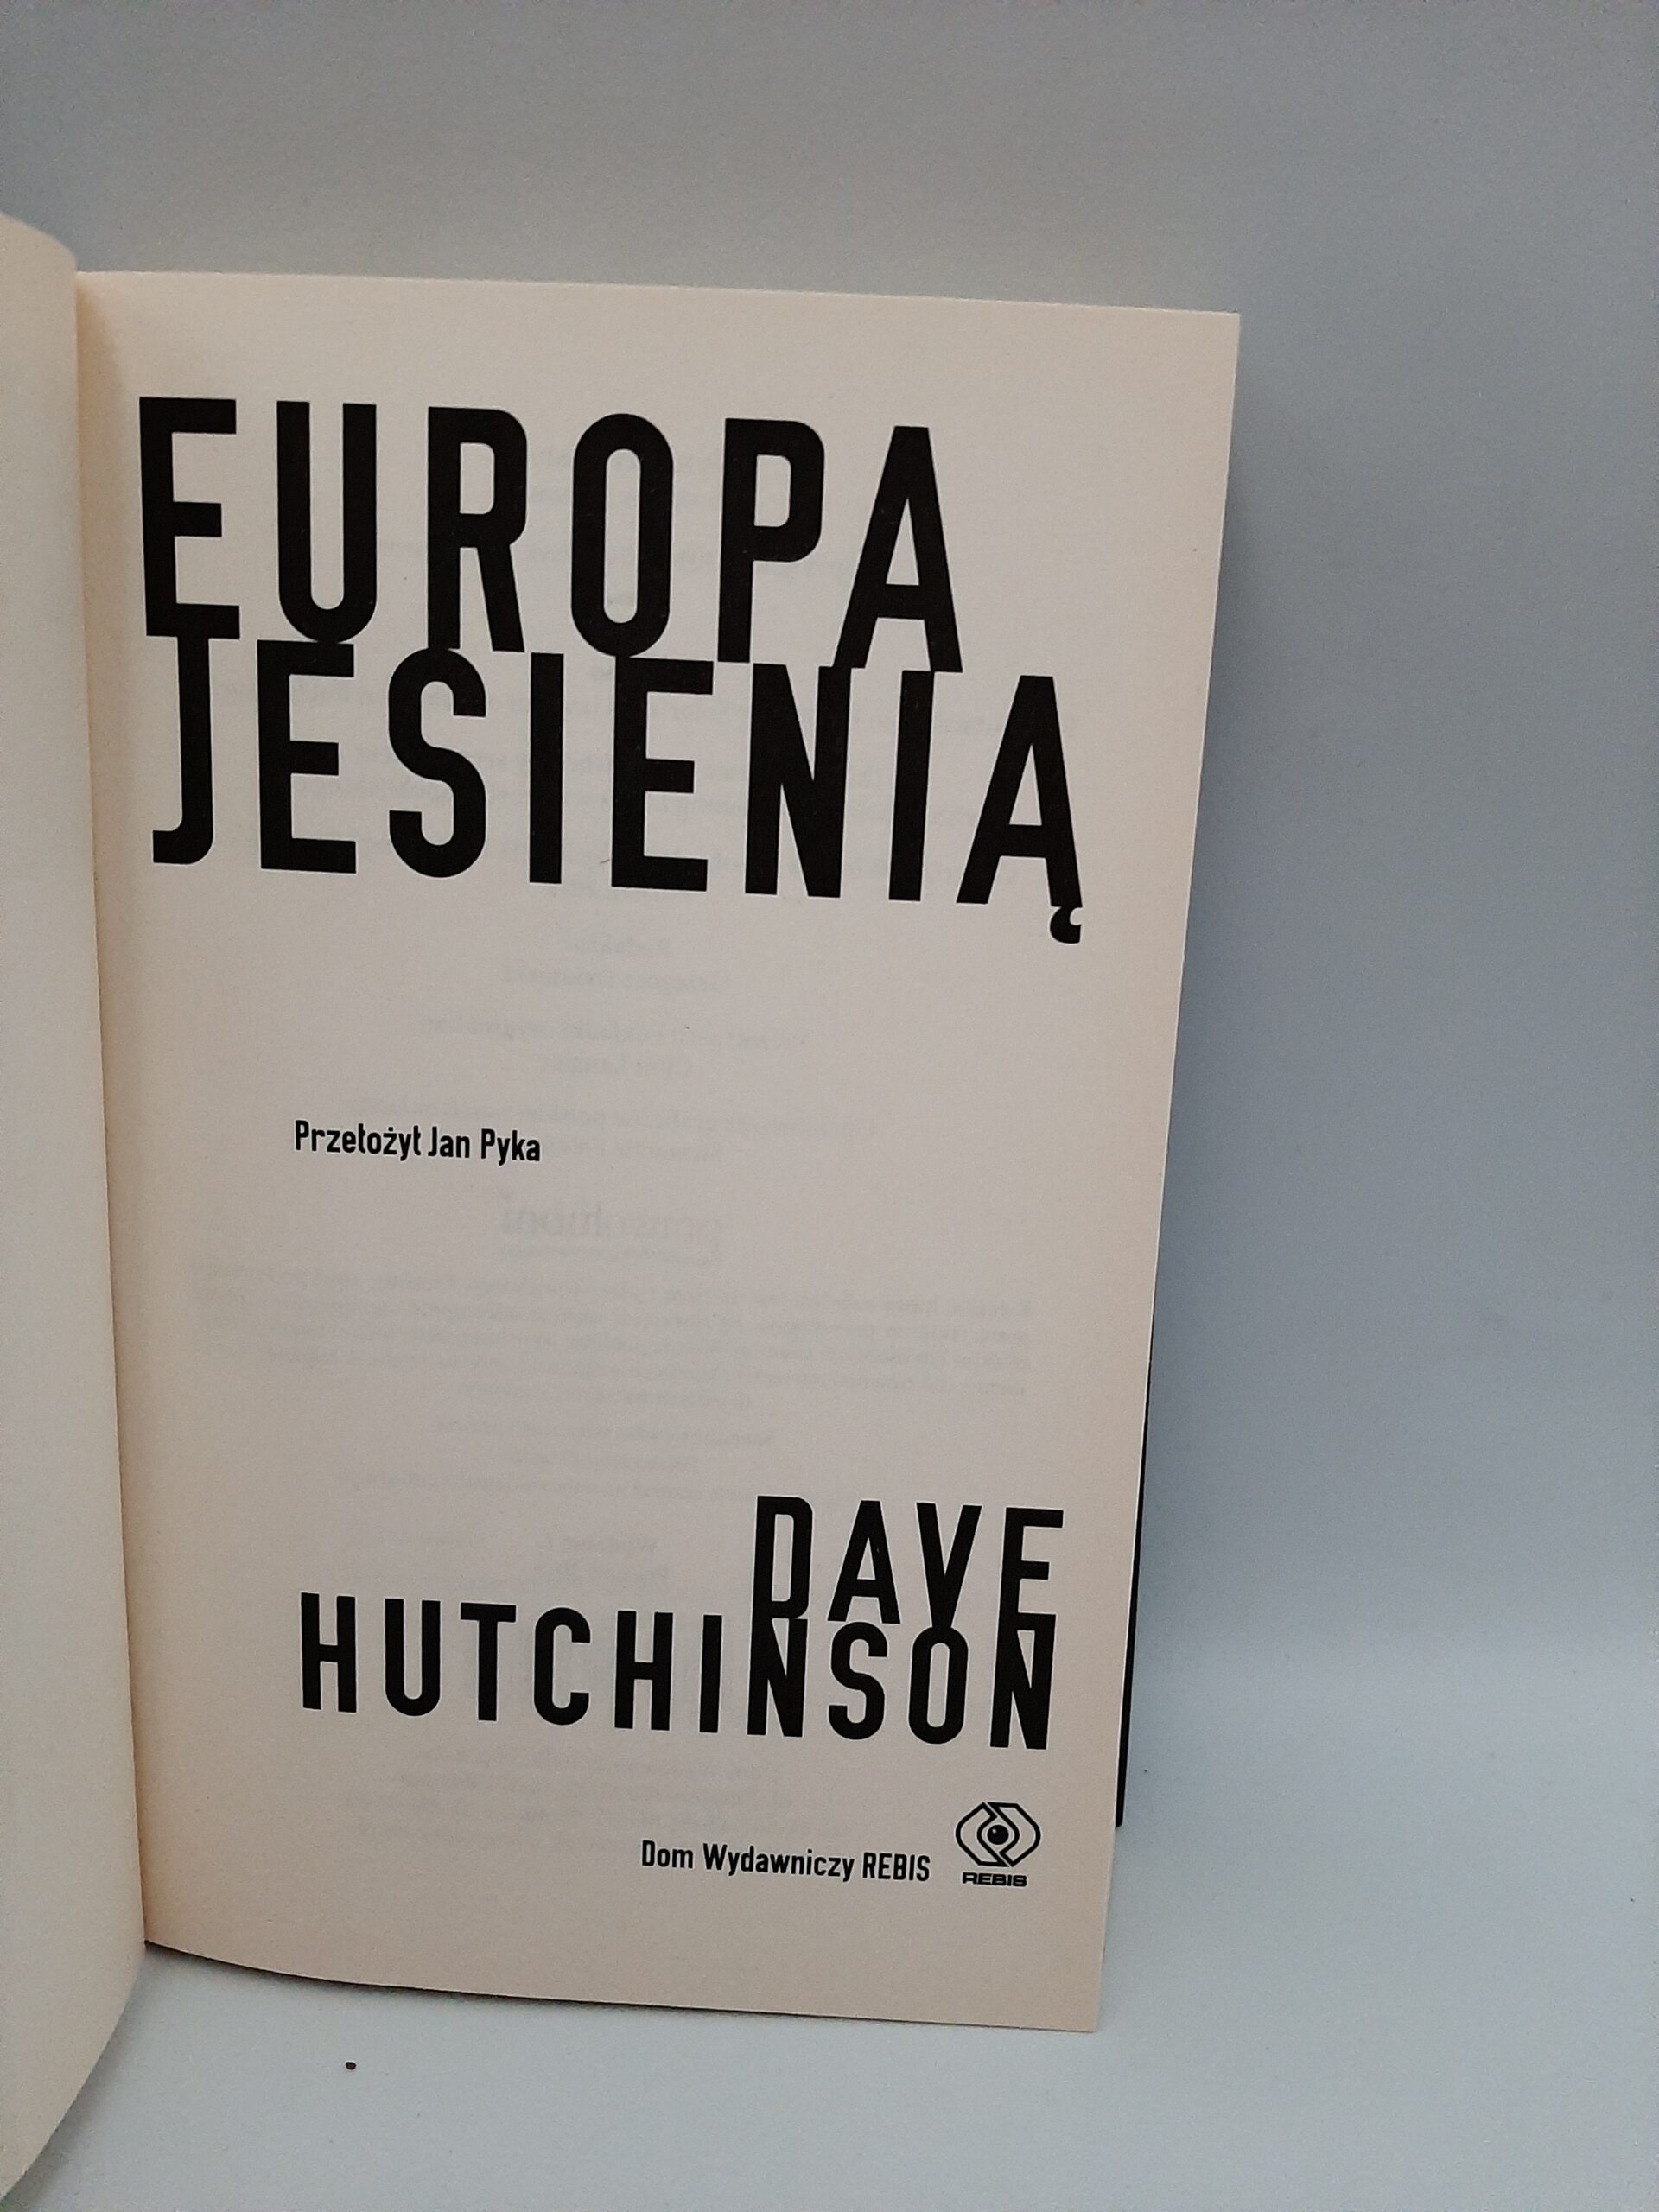 EUROPA
JESIENIĄ
Przełożył Jan Pyka
DAVE
HUTCHINSON
Dom Wydawniczy REBIS
REBIS